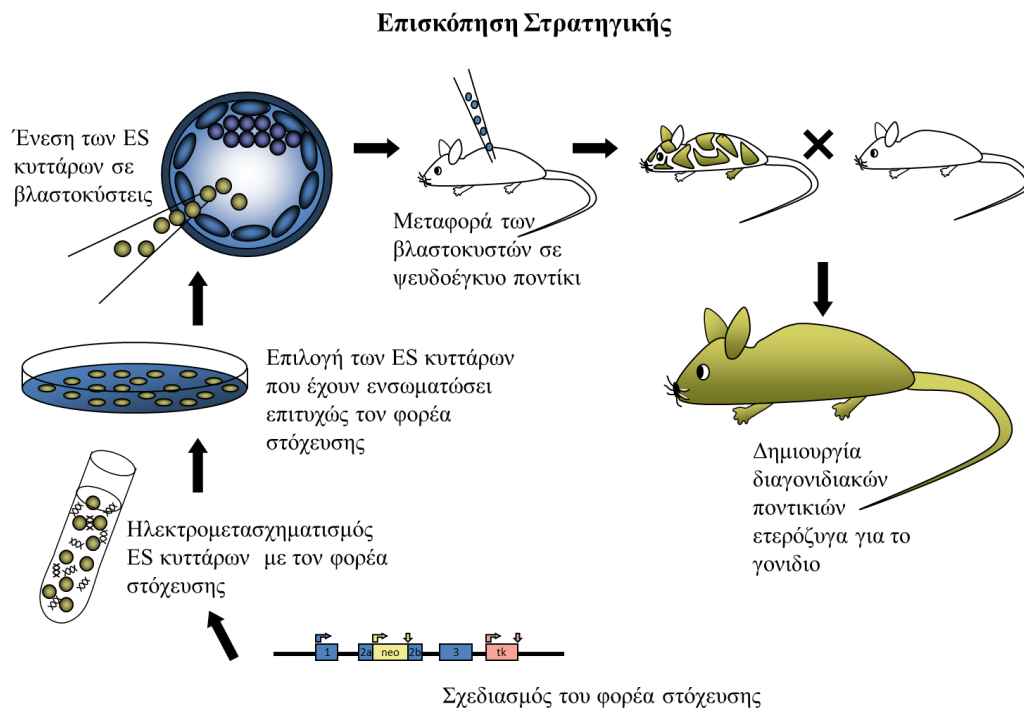 Επισκόπηση Στρατηγικής
Ένεση των ES
κυττάρων σε
βλαστοκύστεις
Μεταφορά των
βλαστοκυστών σε
ψευδοέγκυο ποντίκι
Επιλογή των ES κυττάρων
που έχουν ενσωματώσει
επιτυχώς τον φορέα
στόχευσης
Δημιουργία
διαγονιδιακών
ποντικιών
ετερόζυγα για το
γονιδιο
Ηλεκτρομετασχηματισμός
ES κυττάρων με τον φορέα
στόχευσης
1 2a neo 2b 3 tk
Σχεδιασμός του φορέα στόχευσης